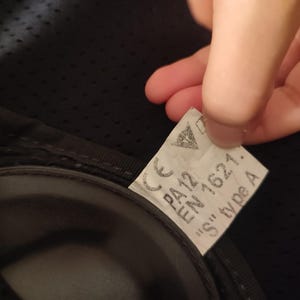 CE
PA12
EN 1621.
"S" type A